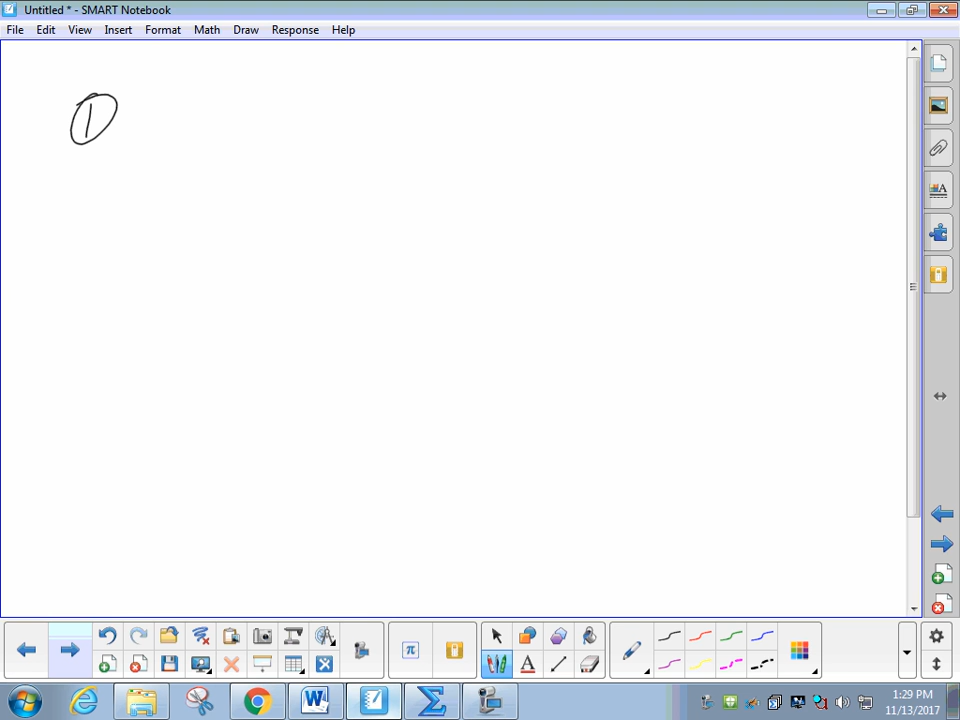 Untitled * - SMART Notebook
File Edit View Insert Format Math Draw Response Help
①
1:29 PM
11/13/2017